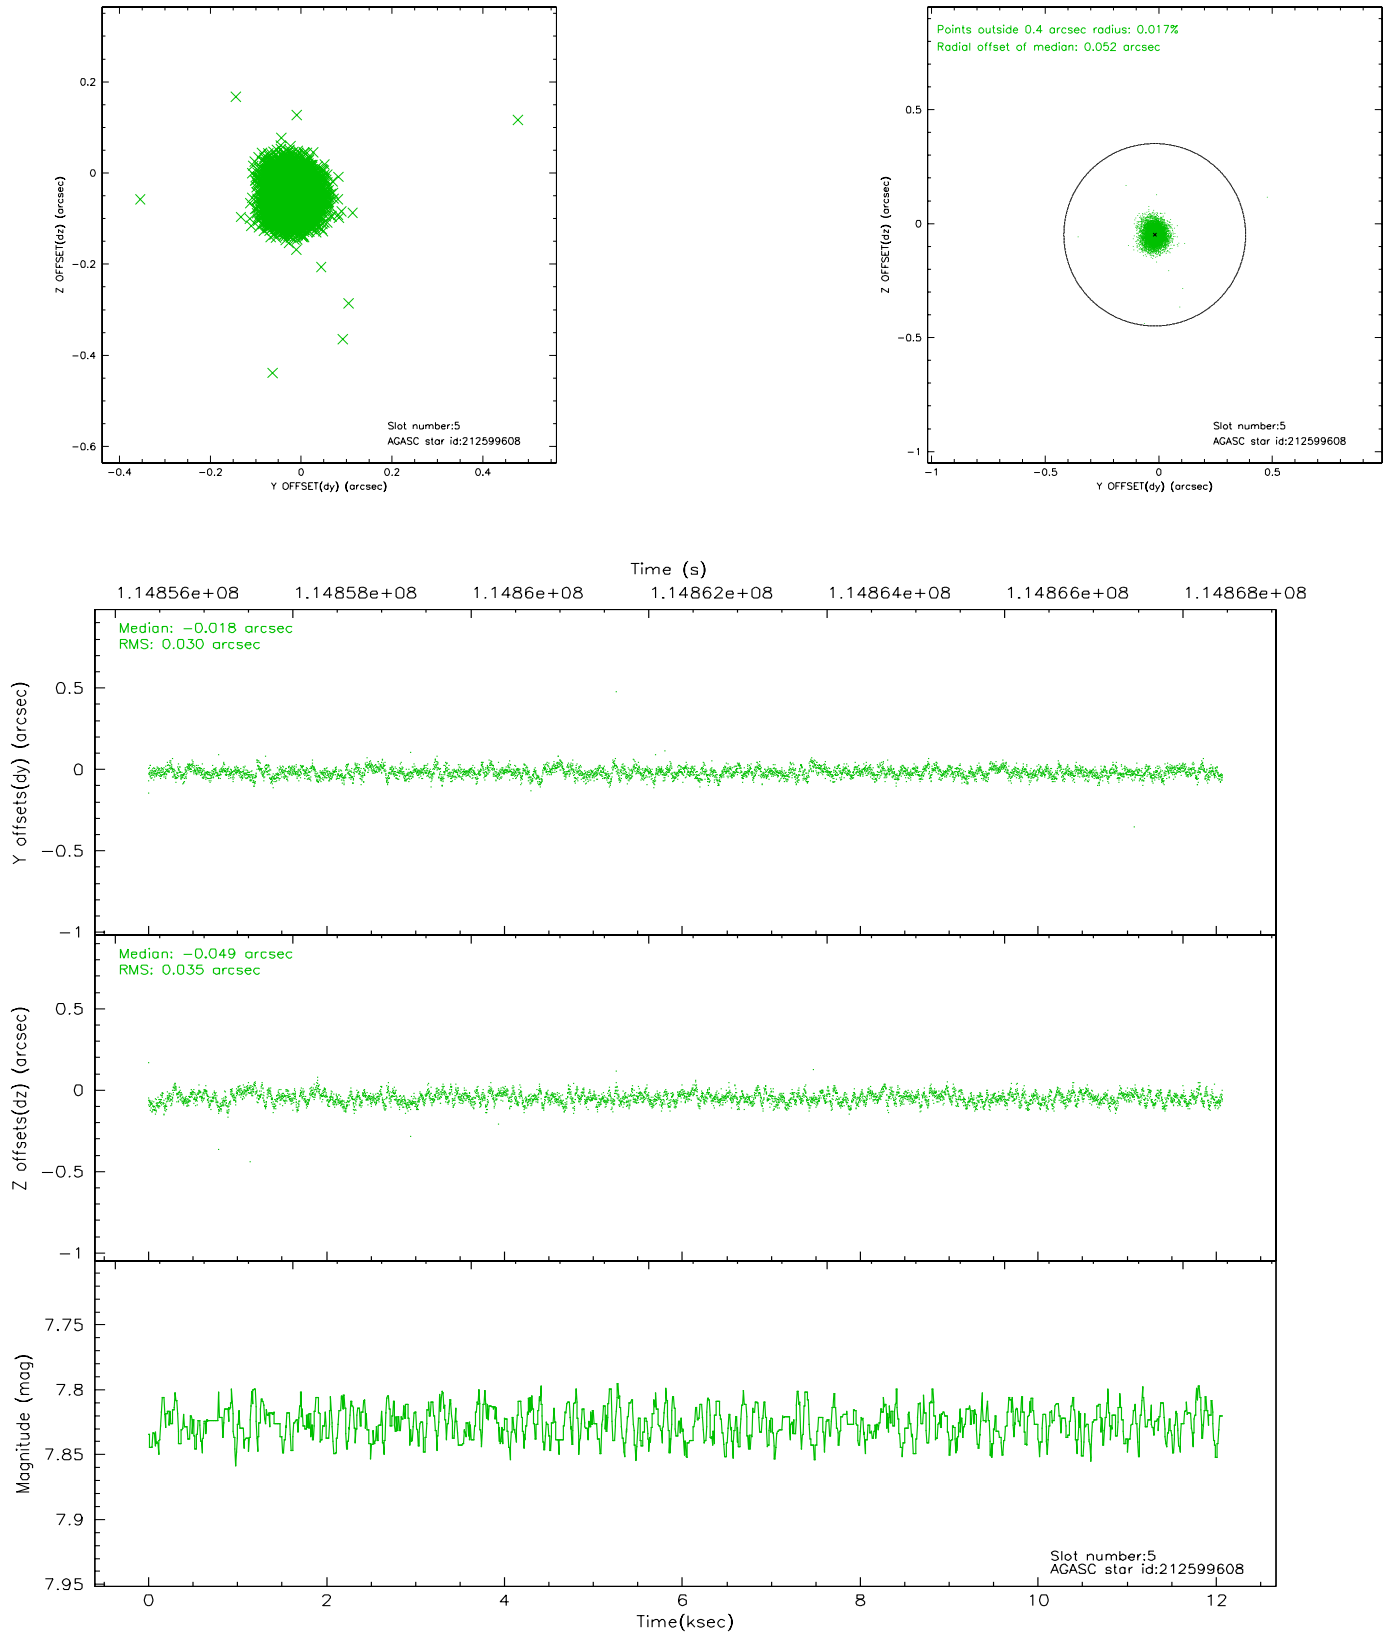 0.2
0
−0.2
−0.4
−0.6
Z OFFSET(dz) (arcsec)
−0.4 −0.2 0 0.2 0.4
Y OFFSET(dy) (arcsec)
Slot number:5
AGASC star id:212599608
Points outside 0.4 arcsec radius: 0.017%
Radial offset of median: 0.052 arcsec
0.5
0
−0.5
−1
Z OFFSET(dz) (arcsec)
−1 −0.5 0 0.5
Y OFFSET(dy) (arcsec)
Slot number:5
AGASC star id:212599608
Time (s)
1.14856e+08 1.14858e+08 1.1486e+08 1.14862e+08 1.14864e+08 1.14866e+08 1.14868e+08
Median: −0.018 arcsec
RMS: 0.030 arcsec
0.5
0
−0.5
−1
Y offsets(dy) (arcsec)
Median: −0.049 arcsec
RMS: 0.035 arcsec
0.5
0
−0.5
−1
Z offsets(dz) (arcsec)
7.75
7.8
7.85
7.9
7.95
Magnitude (mag)
Slot number:5
AGASC star id:212599608
0 2 4 6 8 10 12
Time(ksec)